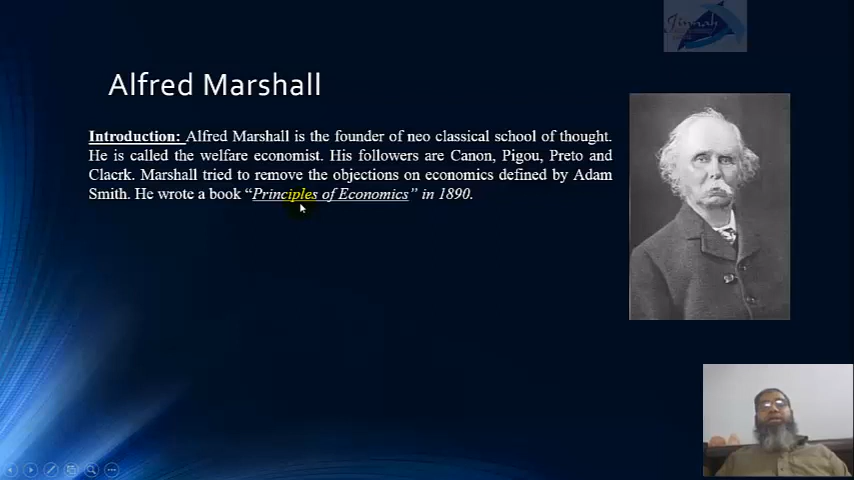 Jinnah
Alfred Marshall
Introduction: Alfred Marshall is the founder of neo classical school of thought.
He is called the welfare economist. His followers are Canon, Pigou, Preto and
Clacrk. Marshall tried to remove the objections on economics defined by Adam
Smith. He wrote a book “Principles of Economics” in 1890.